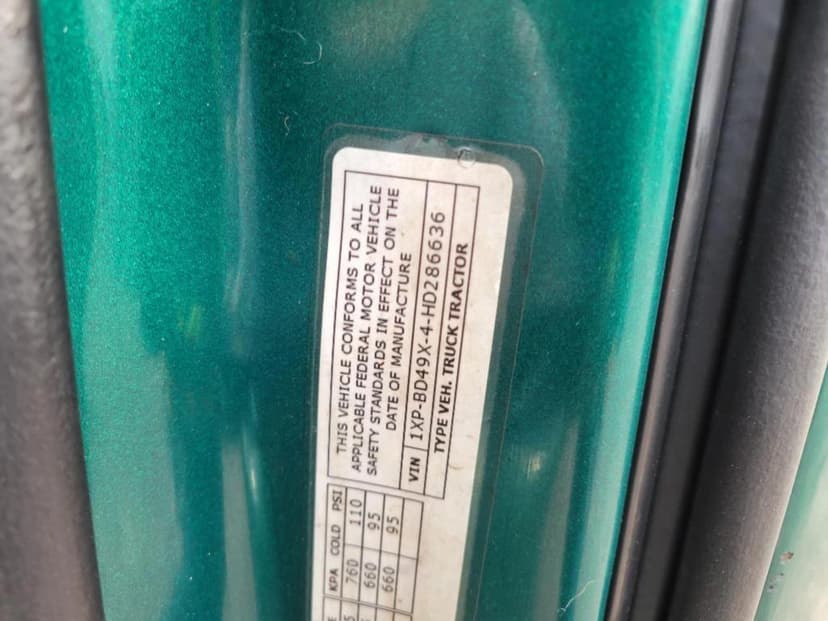 THIS VEHICLE CONFORMS TO ALL
APPLICABLE FEDERAL MOTOR VEHICLE
SAFETY STANDARDS IN EFFECT ON THE
DATE OF MANUFACTURE
VIN 1XP-BD49X-4-HD286636
TYPE VEH. TRUCK TRACTOR
KPA COLD PSI
760 110
660 95
660 95